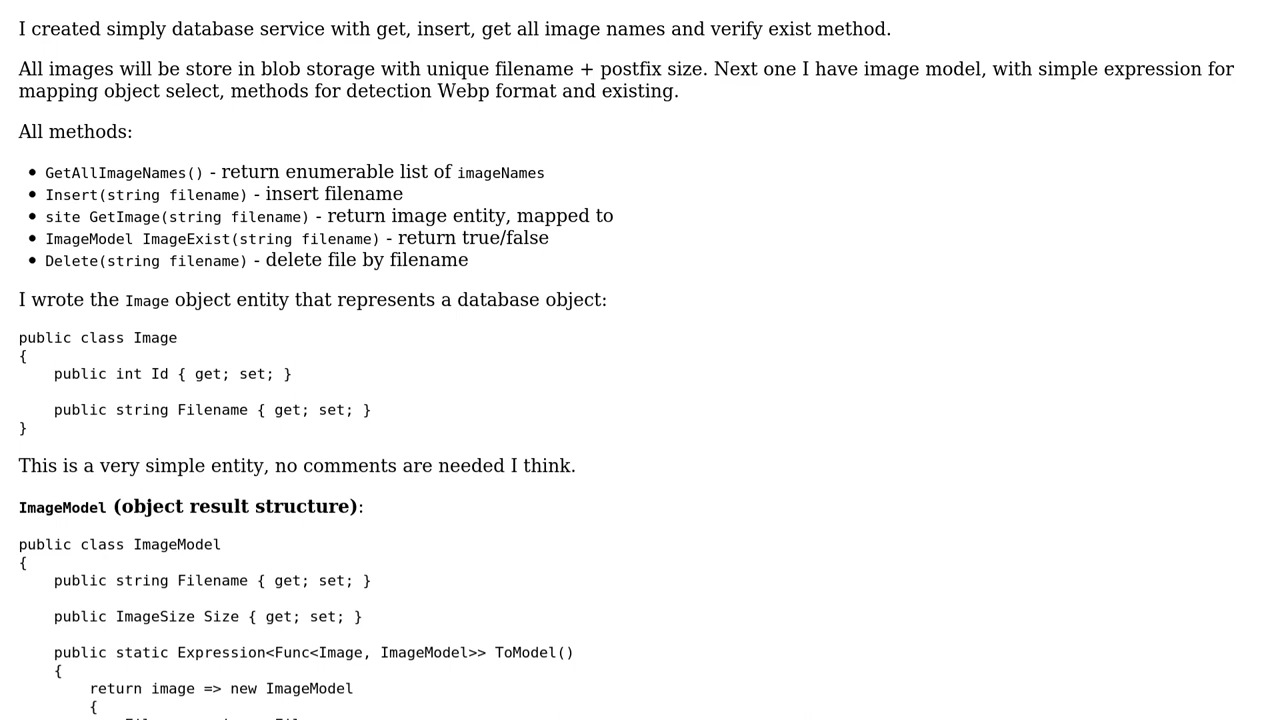 I created simply database service with get, insert, get all image names and verify exist method.
All images will be store in blob storage with unique filename + postfix size. Next one I have image model, with simple expression for
mapping object select, methods for detection Webp format and existing.
All methods:
• GetAllImageNames() - return enumerable list of imageNames
• Insert(string filename) - insert filename
• site GetImage(string filename) - return image entity, mapped to
• ImageModel ImageExist(string filename) - return true/false
• Delete(string filename) - delete file by filename
I wrote the Image object entity that represents a database object:
public class Image
{
    public int Id { get; set; }
    public string Filename { get; set; }
}
This is a very simple entity, no comments are needed I think.
ImageModel (object result structure):
public class ImageModel
{
    public string Filename { get; set; }
    public ImageSize Size { get; set; }
    public static Expression<Func<Image, ImageModel>> ToModel()
    {
        return image => new ImageModel
        {